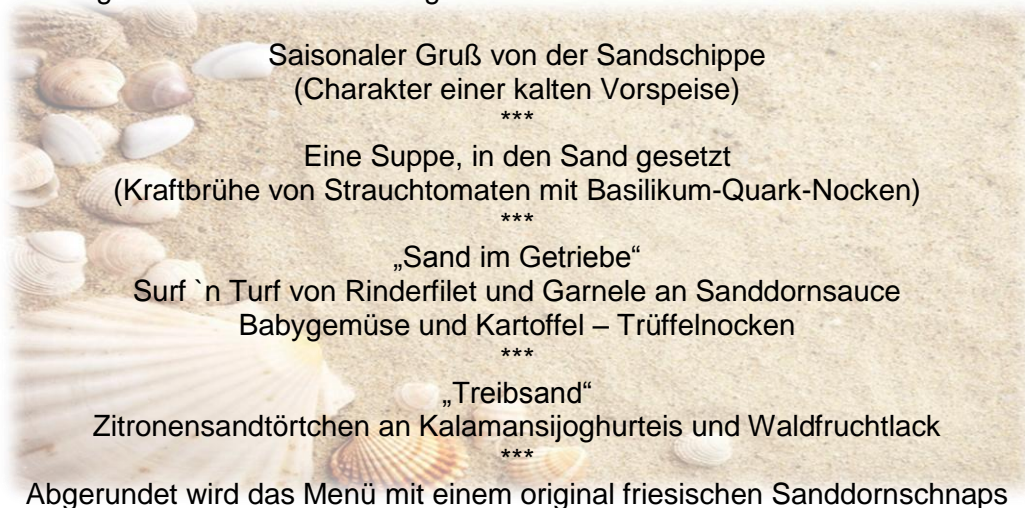 Saisonaler Gruß von der Sandschippe
(Charakter einer kalten Vorspeise)
***
Eine Suppe, in den Sand gesetzt
(Kraftbrühe von Strauchtomaten mit Basilikum-Quark-Nocken)
***
„Sand im Getriebe“
Surf `n Turf von Rinderfilet und Garnele an Sanddornsauce
Babygemüse und Kartoffel – Trüffelnocken
***
„Treibsand“
Zitronensandtörtchen an Kalamansijoghurteis und Waldfruchtlack
***
Abgerundet wird das Menü mit einem original friesischen Sanddornschnaps